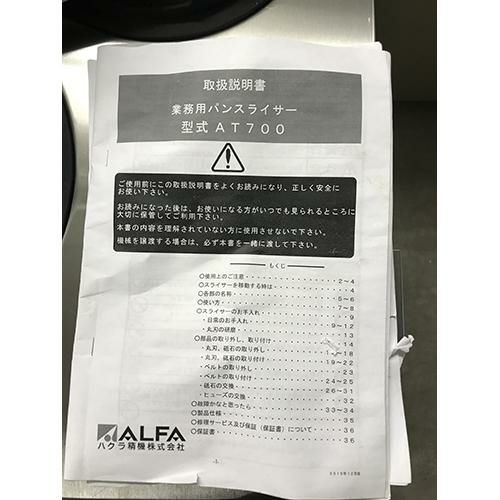 取扱説明書
業務用パンスライサー
型式 AT700
ご使用前にこの取扱説明書をよくお読みになり、正しく安全に
お使い下さい。
お読みになった後は、お使いになる方がいつでも見られるところに
大切に保管してご利用下さい。
本書の内容を理解されていない方に使用させないで下さい。
機械を譲渡する場合は、必ず本書を一緒に渡して下さい。
もくじ
○使用上のご注意・・・・・・・・・・・・2~4
○スライサーを移動する時は・・・・・・・・4
○各部の名称・・・・・・・・・・・・・・5~6
○使い方・・・・・・・・・・・・・・・・7~8
○スライサーのお手入れ・・・・・・・・・・9
・日常のお手入れ・・・・・・・・・・・9~12
・丸刃の研磨・・・・・・・・・・・・・・13
○部品の取り外し、取り付け・・・・・・・・14
・丸刃、砥石の取り外し・・・・・・・・18
・丸刃、砥石の取り付け・・・・・・・・19~22
・ベルトの取り外し・・・・・・・・・・・23
・ベルトの取り付け・・・・・・・・・・24~25
・砥石の交換・・・・・・・・・・・・・26~31
・ヒューズの交換・・・・・・・・・・・・32
○故障かなと思ったら・・・・・・・・・・33~34
○製品仕様・・・・・・・・・・・・・・・35
○修理サービス及び保証（保証書）について・・36
○保証書・・・・・・・・・・・・・・・・36
ALFA
ハクラ精機株式会社
-1-